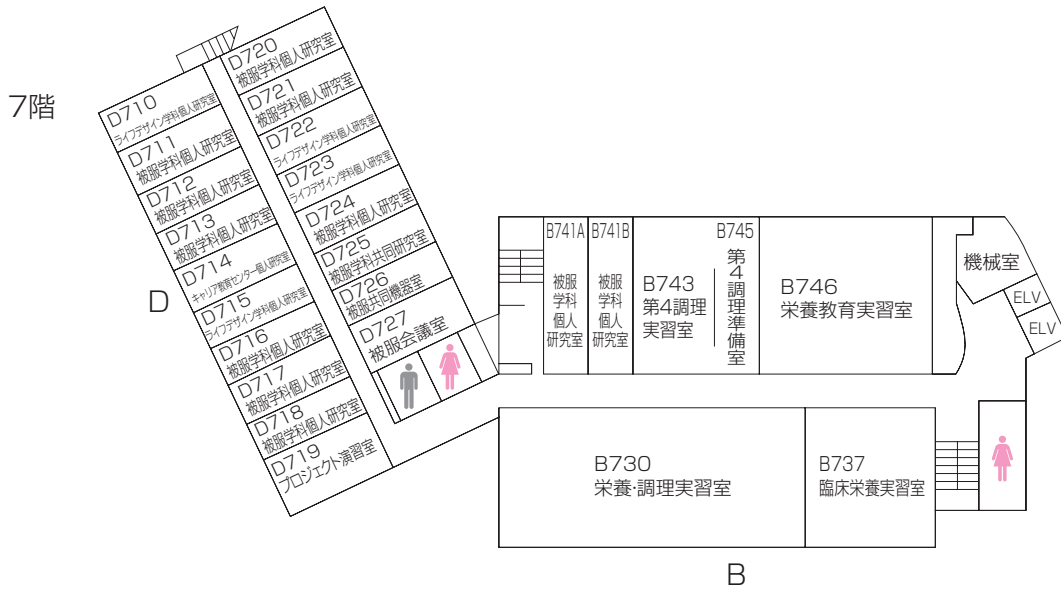 7階
D710
ライフデザイン学科個人研究室
D711
被服学科個人研究室
D712
被服学科個人研究室
D713
被服学科個人研究室
D714
キャリア教育センター個人研究室
D715
ライフデザイン学科個人研究室
D716
被服学科個人研究室
D717
被服学科個人研究室
D718
被服学科個人研究室
D719
プロジェクト演習室
D720
被服学科個人研究室
D721
被服学科個人研究室
D722
ライフデザイン学科個人研究室
D723
ライフデザイン学科個人研究室
D724
被服学科個人研究室
D725
被服学科共同研究室
D726
被服共同機器室
D727
被服会議室
D
B741A
被服
学科
個人
研究室
B741B
被服
学科
個人
研究室
B743
第4調理
実習室
B745
第4調理準備室
B746
栄養教育実習室
機械室
ELV
ELV
B730
栄養・調理実習室
B737
臨床栄養実習室
B